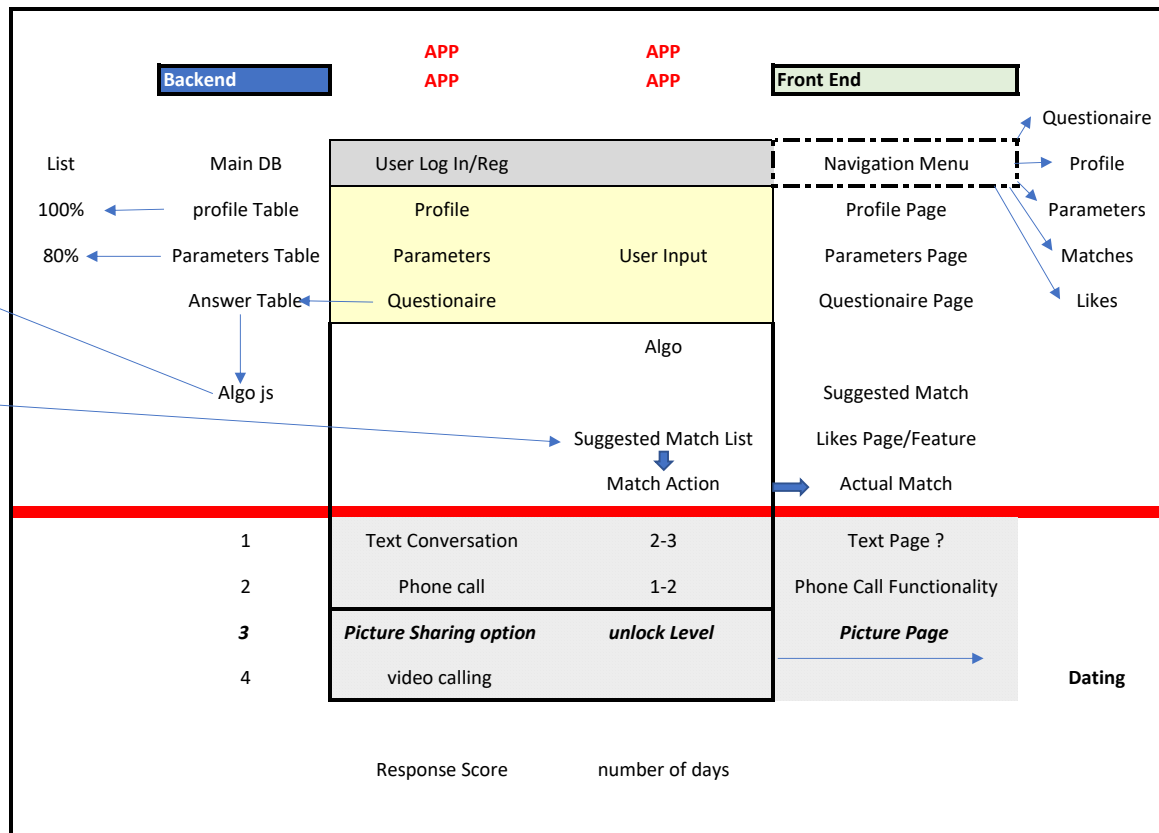 APP APP
Backend APP APP Front End
Questionaire
List Main DB User Log In/Reg Navigation Menu Profile
100% profile Table Profile Profile Page Parameters
80% Parameters Table Parameters User Input Parameters Page Matches
Answer Table Questionaire Questionaire Page Likes
Algo
Algo js Suggested Match
Suggested Match List Likes Page/Feature
Match Action Actual Match
1 Text Conversation 2-3 Text Page ?
2 Phone call 1-2 Phone Call Functionality
3 Picture Sharing option unlock Level Picture Page
4 video calling Dating
Response Score number of days